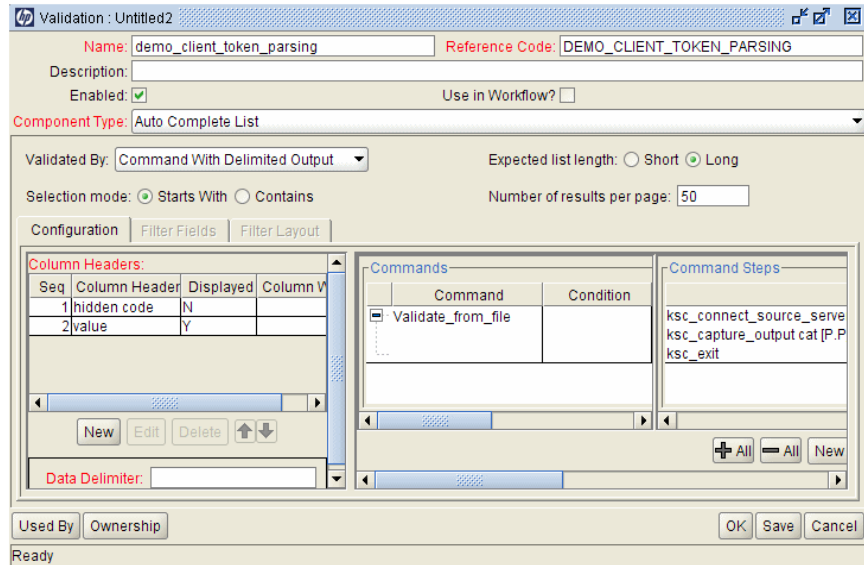 hp Validation : Untitled2
Name: demo_client_token_parsing Reference Code: DEMO_CLIENT_TOKEN_PARSING
Description:
Enabled: Use in Workflow?
Component Type: Auto Complete List
Validated By: Command With Delimited Output Expected list length: Short Long
Selection mode: Starts With Contains Number of results per page: 50
Configuration Filter Fields Filter Layout
Column Headers: Commands Command Steps
Seq Column Header Displayed Column W Command Condition
1 hidden code N Validate_from_file ksc_connect_source_serve
2 value Y ksc_capture_output cat [P.P
ksc_exit
New Edit Delete
All All New
Data Delimiter:
Used By Ownership OK Save Cancel
Ready